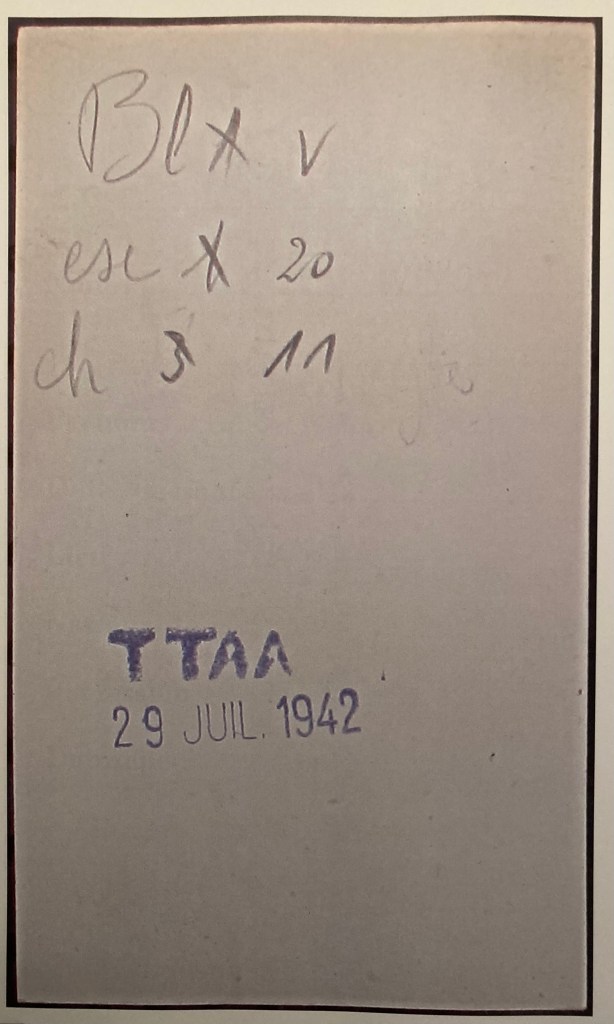 Bl X V
esc X 20
ch 3 11
TTAA
29 JUIL. 1942